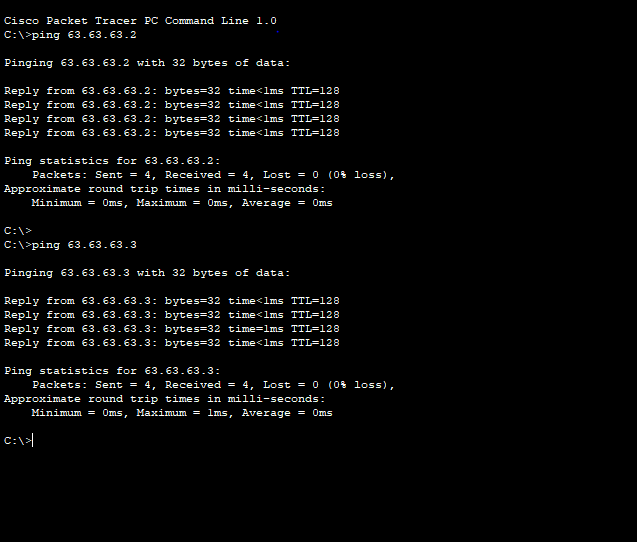 Cisco Packet Tracer PC Command Line 1.0
C:\>ping 63.63.63.2
Pinging 63.63.63.2 with 32 bytes of data:
Reply from 63.63.63.2: bytes=32 time<1ms TTL=128
Reply from 63.63.63.2: bytes=32 time<1ms TTL=128
Reply from 63.63.63.2: bytes=32 time<1ms TTL=128
Reply from 63.63.63.2: bytes=32 time<1ms TTL=128
Ping statistics for 63.63.63.2:
    Packets: Sent = 4, Received = 4, Lost = 0 (0% loss),
Approximate round trip times in milli-seconds:
    Minimum = 0ms, Maximum = 0ms, Average = 0ms
C:\>
C:\>ping 63.63.63.3
Pinging 63.63.63.3 with 32 bytes of data:
Reply from 63.63.63.3: bytes=32 time<1ms TTL=128
Reply from 63.63.63.3: bytes=32 time<1ms TTL=128
Reply from 63.63.63.3: bytes=32 time=1ms TTL=128
Reply from 63.63.63.3: bytes=32 time<1ms TTL=128
Ping statistics for 63.63.63.3:
    Packets: Sent = 4, Received = 4, Lost = 0 (0% loss),
Approximate round trip times in milli-seconds:
    Minimum = 0ms, Maximum = 1ms, Average = 0ms
C:\>